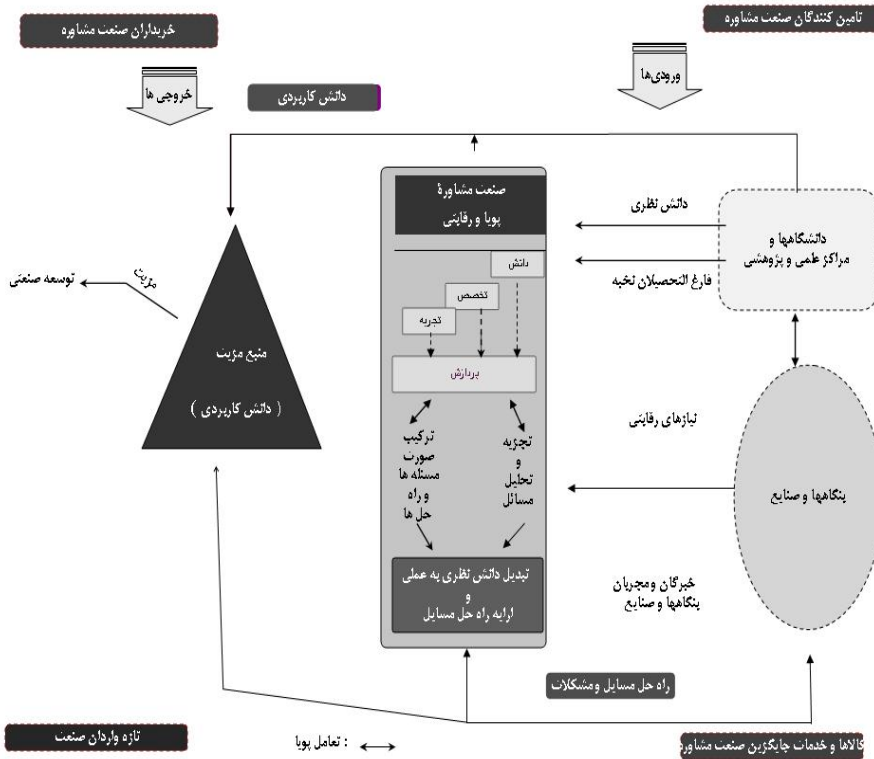 تامین کنندگان صنعت مشاوره
خریداران صنعت مشاوره
ورودی‌ها
خروجی ها
دانش کاربردی
صنعت مشاورهٔ
پویا و رقابتی
دانش نظری
دانشگاهها و
مراکز علمی و پژوهشی
فارغ التحصیلان نخبه
دانش
تخصص
تجربه
پردازش
مزیت
توسعه صنعتی
منبع مزیت
( دانش کاربردی )
نیازهای رقابتی
بنگاهها و صنایع
تجزیه
و
تحلیل
مسائل
ترکیب
صورت
مسئله ها
و راه
حل ها
خبرگان ومجریان
بنگاهها و صنایع
تبدیل دانش نظری به عملی
و
ارایه راه حل مسایل
راه حل مسایل ومشکلات
کالاها و خدمات جایگزین صنعت مشاوره
تعامل پویا :
تازه واردان صنعت